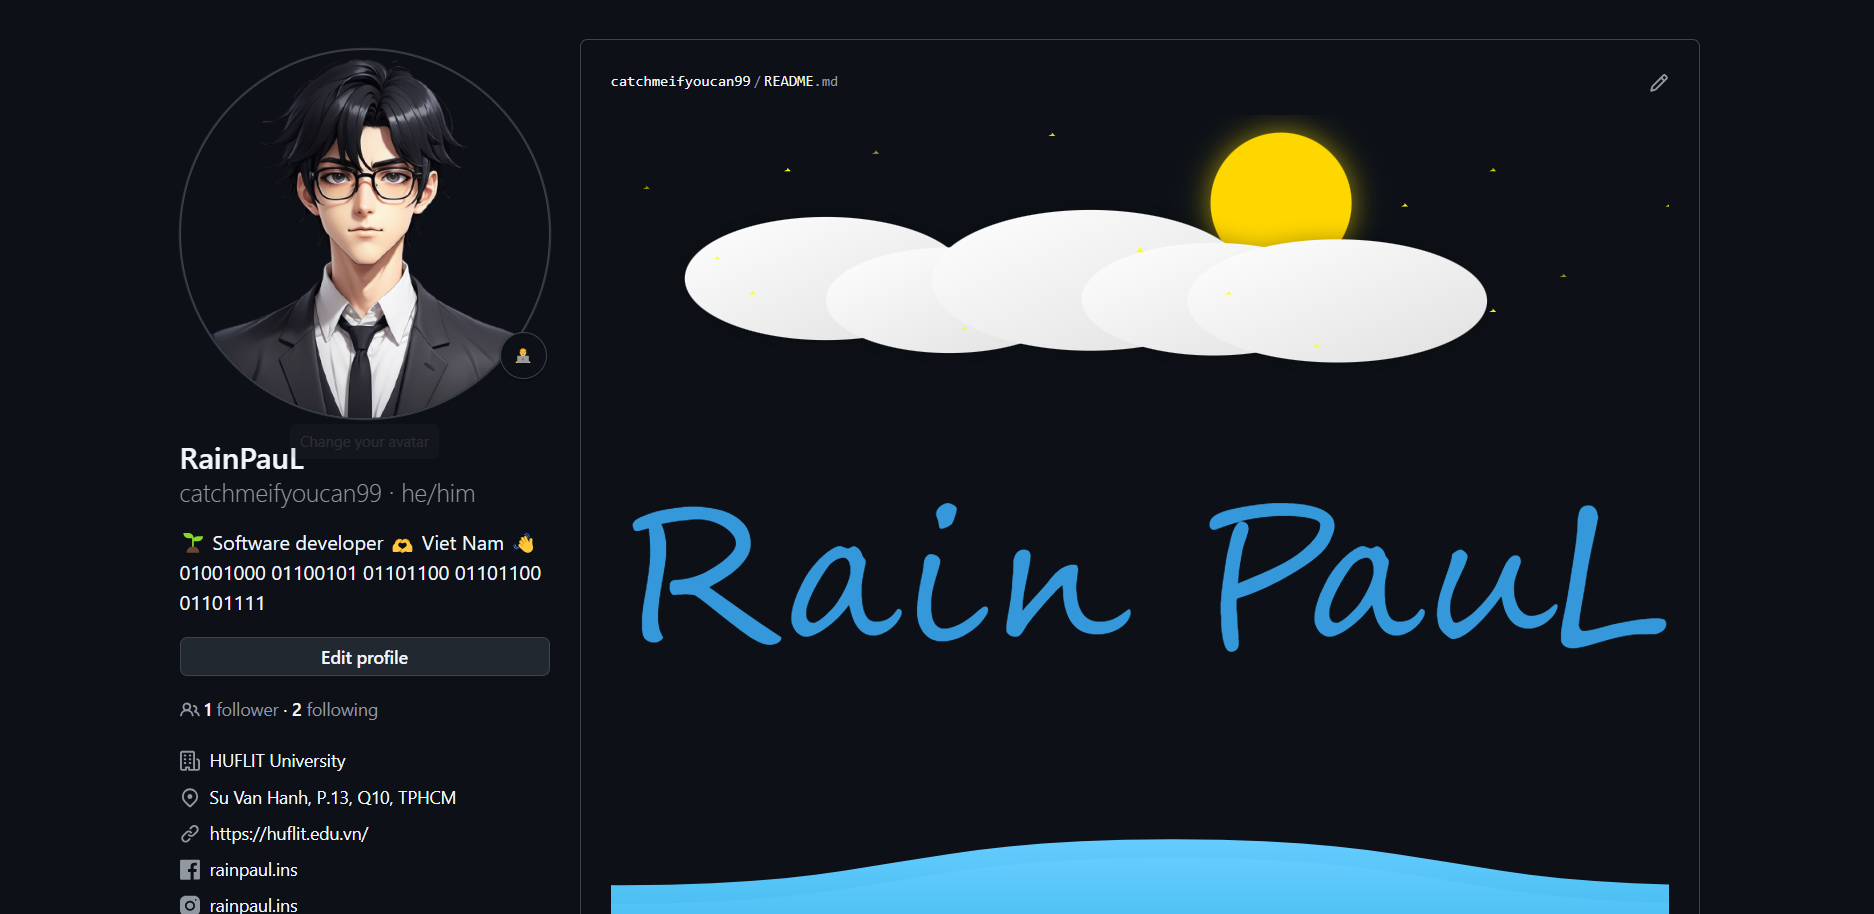 catchmeifyoucan99/README.md
Rain PauL
Change your avatar
RainPauL
catchmeifyoucan99 · he/him
🌱 Software developer 🫶 Viet Nam 👋
01001000 01100101 01101100 01101100
01101111
Edit profile
1 follower · 2 following
HUFLIT University
Su Van Hanh, P.13, Q10, TPHCM
https://huflit.edu.vn/
rainpaul.ins
rainpaul.ins